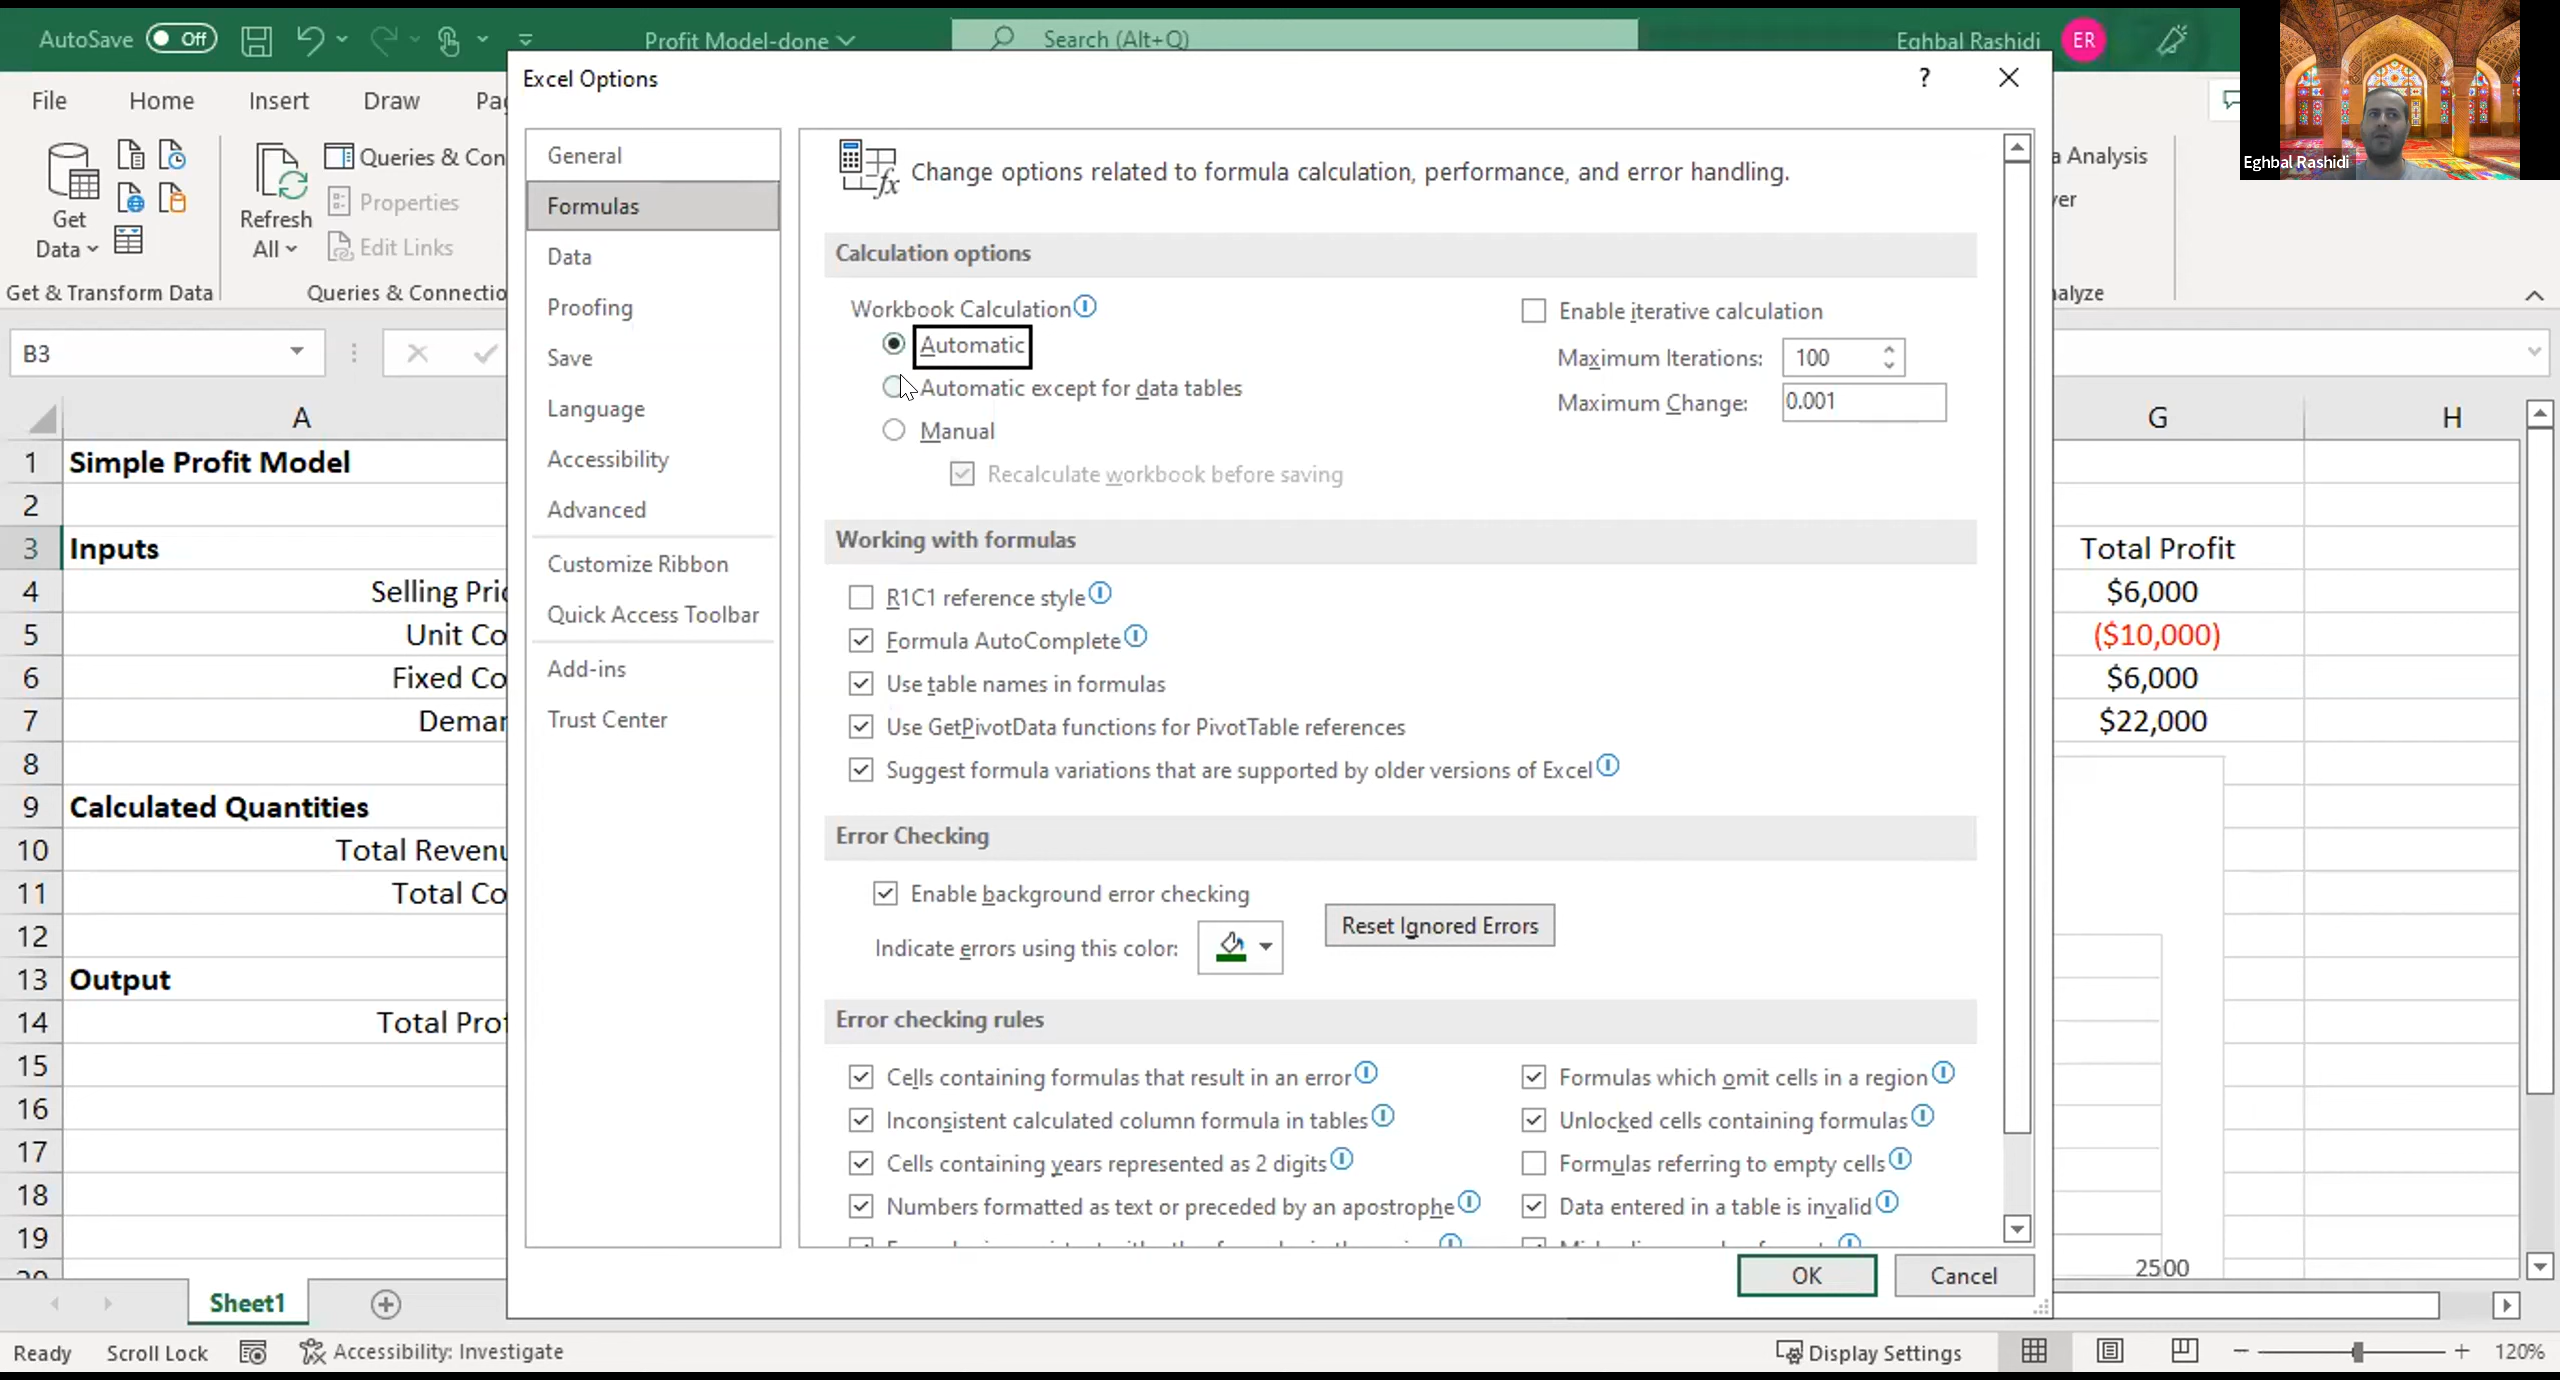 AutoSave Off Profit Model-done Search (Alt+Q) Eghbal Rashidi ER
Eghbal Rashidi
File Home Insert Draw
Get Data
Refresh All
Queries & Con
Properties
Edit Links
Get & Transform Data
Queries & Connectio
Analysis
B3
A G H
1 Simple Profit Model
2
3 Inputs Total Profit
4 Selling Pric $6,000
5 Unit Co ($10,000)
6 Fixed Co $6,000
7 Deman $22,000
8
9 Calculated Quantities
10 Total Revenu
11 Total Co
12
13 Output
14 Total Prof
15
16
17
18
19
20
2500
Excel Options ?
General
Formulas
Data
Proofing
Save
Language
Accessibility
Advanced
Customize Ribbon
Quick Access Toolbar
Add-ins
Trust Center
fx Change options related to formula calculation, performance, and error handling.
Calculation options
Workbook Calculation
Automatic
Automatic except for data tables
Manual
Recalculate workbook before saving
Enable iterative calculation
Maximum Iterations: 100
Maximum Change: 0.001
Working with formulas
R1C1 reference style
Formula AutoComplete
Use table names in formulas
Use GetPivotData functions for PivotTable references
Suggest formula variations that are supported by older versions of Excel
Error Checking
Enable background error checking
Indicate errors using this color:
Reset Ignored Errors
Error checking rules
Cells containing formulas that result in an error
Inconsistent calculated column formula in tables
Cells containing years represented as 2 digits
Numbers formatted as text or preceded by an apostrophe
Formulas which omit cells in a region
Unlocked cells containing formulas
Formulas referring to empty cells
Data entered in a table is invalid
OK Cancel
Sheet1
Ready Scroll Lock Accessibility: Investigate Display Settings 120%